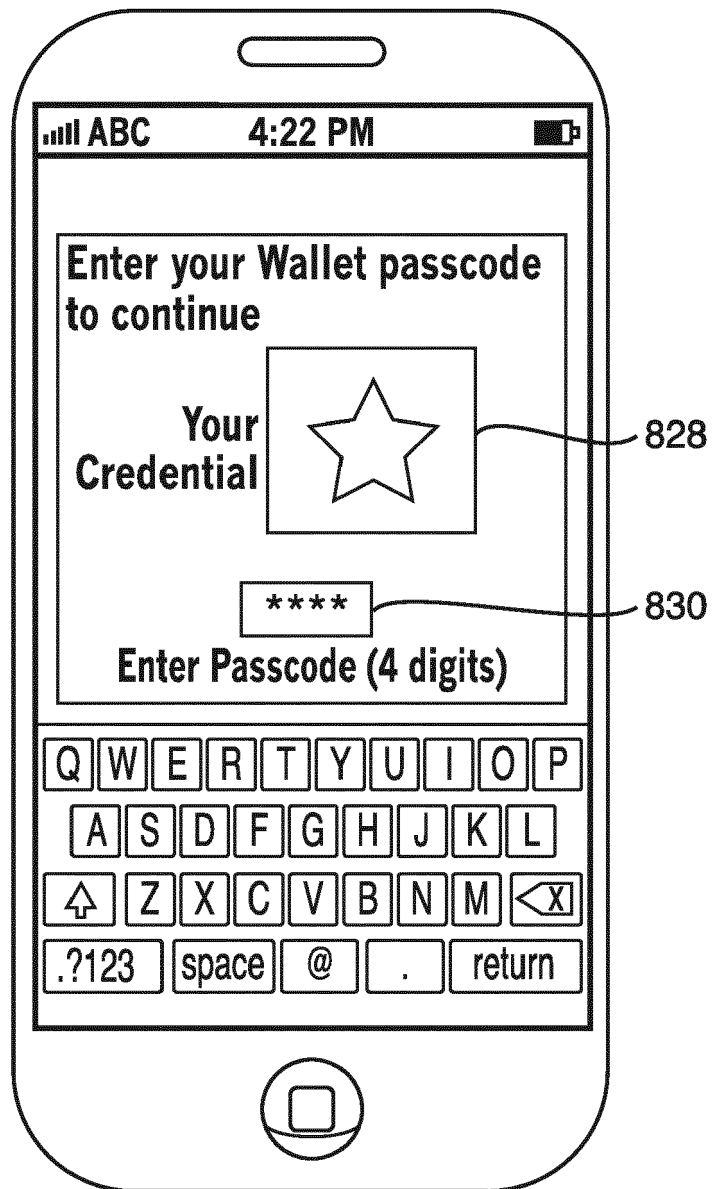 ABC 4:22 PM
Enter your Wallet passcode
to continue
Your
Credential
828
****
830
Enter Passcode (4 digits)
Q W E R T Y U I O P
A S D F G H J K L
Z X C V B N M X
.?123 space @ . return